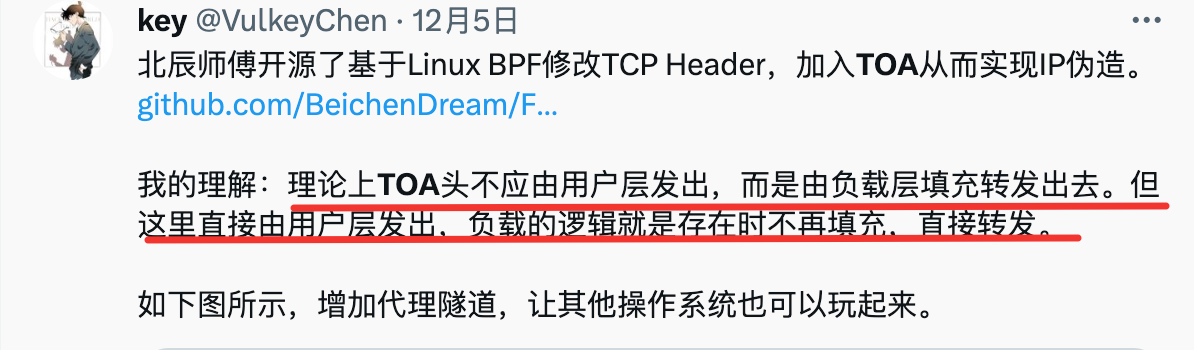 key @VulkeyChen · 12月5日
北辰师傅开源了基于Linux BPF修改TCP Header，加入TOA从而实现IP伪造。
github.com/BeichenDream/F...
我的理解：理论上TOA头不应由用户层发出，而是由负载层填充转发出去。但
这里直接由用户层发出，负载的逻辑就是存在时不再填充，直接转发。
如下图所示，增加代理隧道，让其他操作系统也可以玩起来。